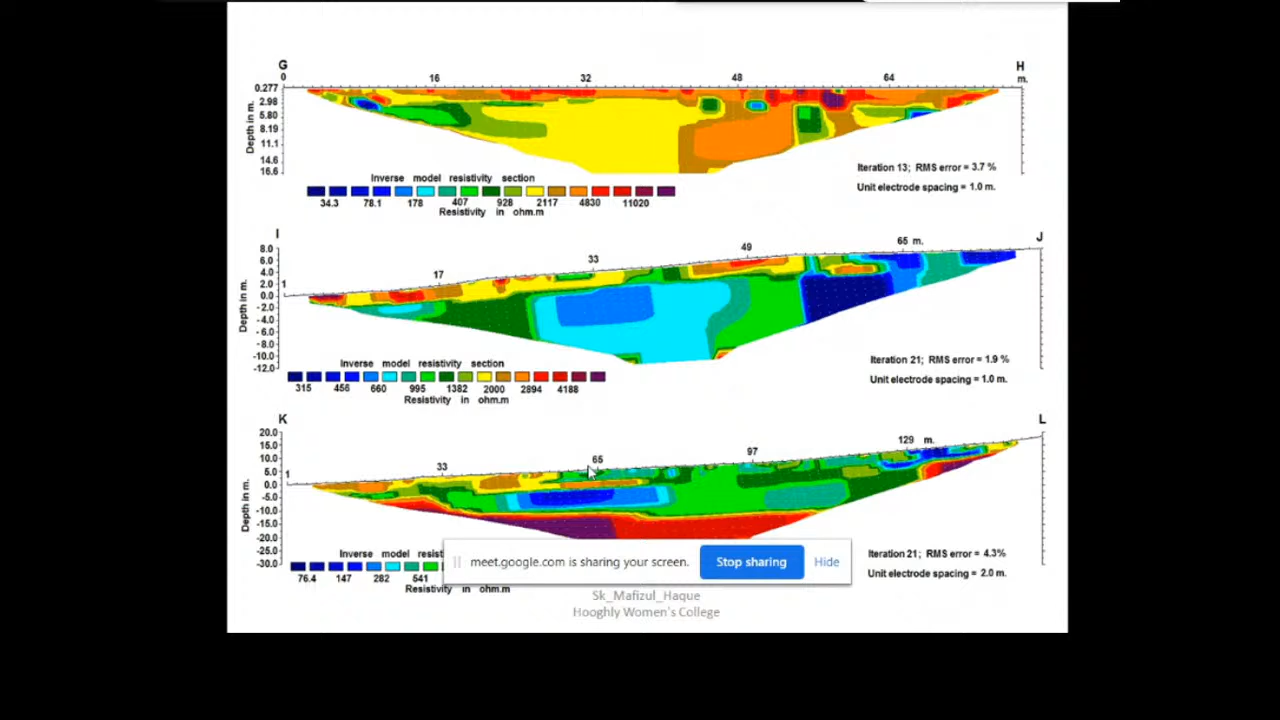 G H
0 16 32 48 64 m.
0.277
2.98
5.80
8.19
11.1
14.6
16.6
Depth in m.
Iteration 13; RMS error = 3.7 %
Unit electrode spacing = 1.0 m.
Inverse model resistivity section
34.3 78.1 178 407 928 2117 4830 11020
Resistivity in ohm.m
I J
1 17 33 49 65 m.
8.0
6.0
4.0
2.0
0.0
-2.0
-4.0
-6.0
-8.0
-10.0
-12.0
Depth in m.
Iteration 21; RMS error = 1.9 %
Unit electrode spacing = 1.0 m.
Inverse model resistivity section
315 456 660 995 1382 2000 2894 4188
Resistivity in ohm.m
K L
1 33 65 97 129 m.
20.0
15.0
10.0
5.0
0.0
-5.0
-10.0
-15.0
-20.0
-25.0
-30.0
Depth in m.
Iteration 21; RMS error = 4.3%
Unit electrode spacing = 2.0 m.
Inverse model resist
76.4 147 282 541
Resistivity in ohm.m
meet.google.com is sharing your screen. Stop sharing Hide
Sk_Mafizul_Haque
Hooghly Women's College